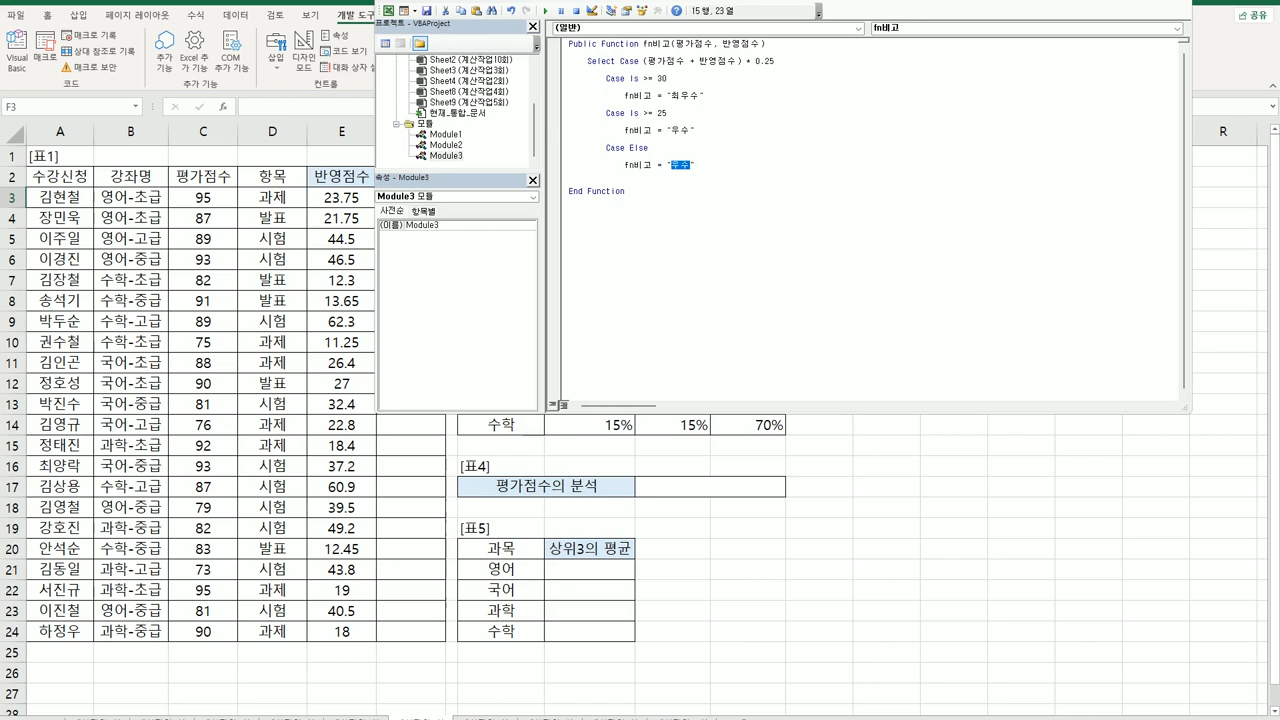 파일 홈 삽입 페이지 레이아웃 수식 데이터 검토 보기 개발 도구
공유
매크로 기록
상대 참조로 기록
매크로 보안
Visual Basic
매크로
추가 기능
Excel 추가 기능
COM 추가 기능
추가 기능
삽입
디자인 모드
속성
코드 보기
대화 상자 실
컨트롤
F3
15 행, 23 열
프로젝트 - VBAProject
Sheet2 (계산작업10회)
Sheet3 (계산작업3회)
Sheet4 (계산작업2회)
Sheet8 (계산작업4회)
Sheet9 (계산작업5회)
현재_통합_문서
모듈
Module1
Module2
Module3
속성 - Module3
Module3 모듈
사전순 항목별
(이름) Module3
(일반) fn비고
Public Function fn비고(평가점수, 반영점수)
Select Case (평가점수 + 반영점수) * 0.25
Case Is >= 30
fn비고 = "최우수"
Case Is >= 25
fn비고 = "우수"
Case Else
fn비고 = "우수"
End Function
A B C D E R
1 [표1]
2 수강신청 강좌명 평가점수 항목 반영점수
3 김현철 영어-초급 95 과제 23.75
4 장민욱 영어-초급 87 발표 21.75
5 이주일 영어-고급 89 시험 44.5
6 이경진 영어-중급 93 시험 46.5
7 김장철 수학-초급 82 발표 12.3
8 송석기 수학-중급 91 발표 13.65
9 박두순 수학-고급 89 시험 62.3
10 권수철 수학-초급 75 과제 11.25
11 김인곤 국어-초급 88 과제 26.4
12 정호성 국어-초급 90 발표 27
13 박진수 국어-중급 81 시험 32.4
14 김영규 국어-고급 76 과제 22.8 수학 15% 15% 70%
15 정태진 과학-초급 92 과제 18.4
16 최양락 국어-중급 93 시험 37.2 [표4]
17 김상용 수학-고급 87 시험 60.9 평가점수의 분석
18 김영철 영어-중급 79 시험 39.5
19 강호진 과학-중급 82 시험 49.2 [표5]
20 안석순 수학-중급 83 발표 12.45 과목 상위3의 평균
21 김동일 과학-고급 73 시험 43.8 영어
22 서진규 과학-초급 95 과제 19 국어
23 이진철 영어-중급 81 시험 40.5 과학
24 하정우 과학-중급 90 과제 18 수학
25
26
27
28